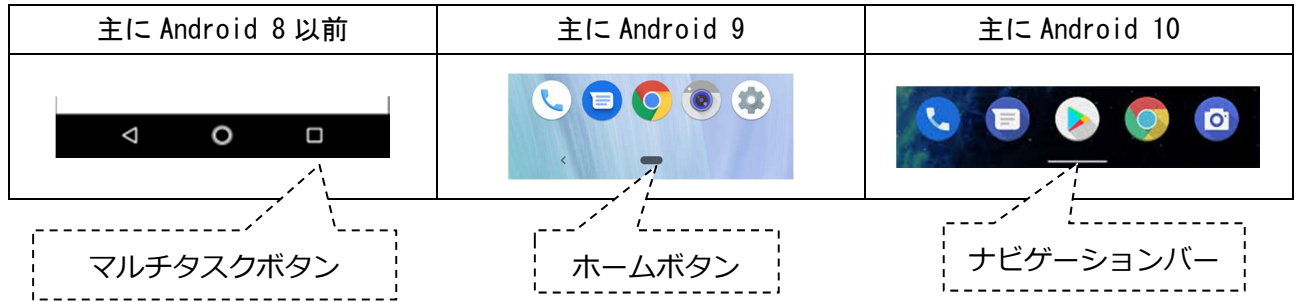 主に Android 8 以前
主に Android 9
主に Android 10
マルチタスクボタン
ホームボタン
ナビゲーションバー